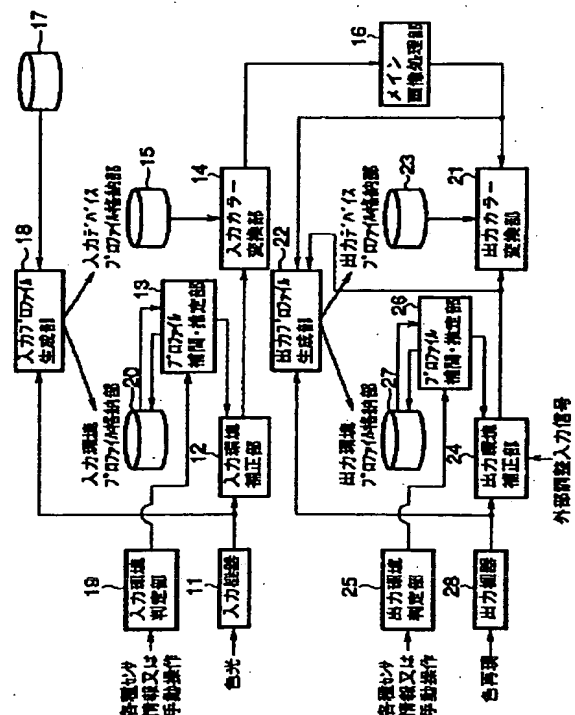 17
18
入力プロファイル
生成部
入力環境
プロファイル格納部
入力デバイス
プロファイル格納部
20
15
13
プロファイル
補間・推定部
14
入力カラー
変換部
16
メイン
画像処理部
19
入力環境
判定部
12
入力環境
補正部
11
入力機器
各種センサ
情報又は
手動操作
色光
22
出力プロファイル
生成部
出力環境
プロファイル格納部
出力デバイス
プロファイル格納部
27
23
26
プロファイル
補間・推定部
21
出力カラー
変換部
25
出力環境
判定部
24
出力環境
補正部
28
出力機器
各種センサ
情報又は
手動操作
色再現
外部調整入力信号